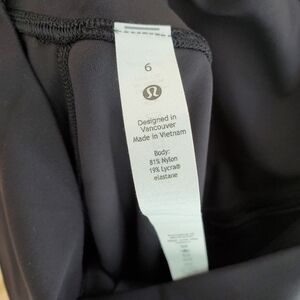 6
Designed in
Vancouver
Made in Vietnam
Body:
81% Nylon
19% Lycra®
elastane